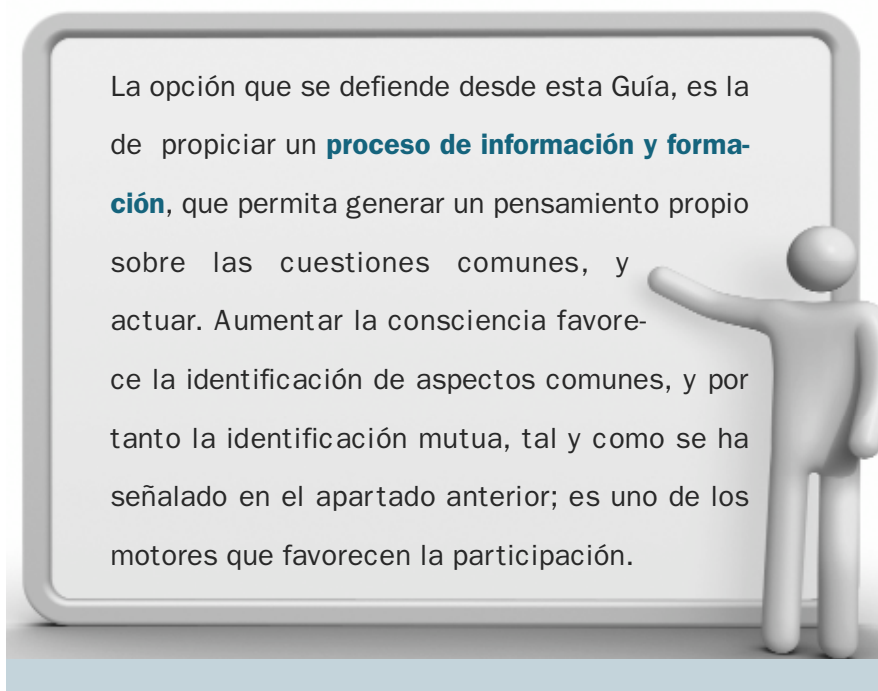 La opción que se defiende desde esta Guía, es la
de propiciar un proceso de información y forma-
ción, que permita generar un pensamiento propio
sobre las cuestiones comunes, y
actuar. Aumentar la consciencia favore-
ce la identificación de aspectos comunes, y por
tanto la identificación mutua, tal y como se ha
señalado en el apartado anterior; es uno de los
motores que favorecen la participación.